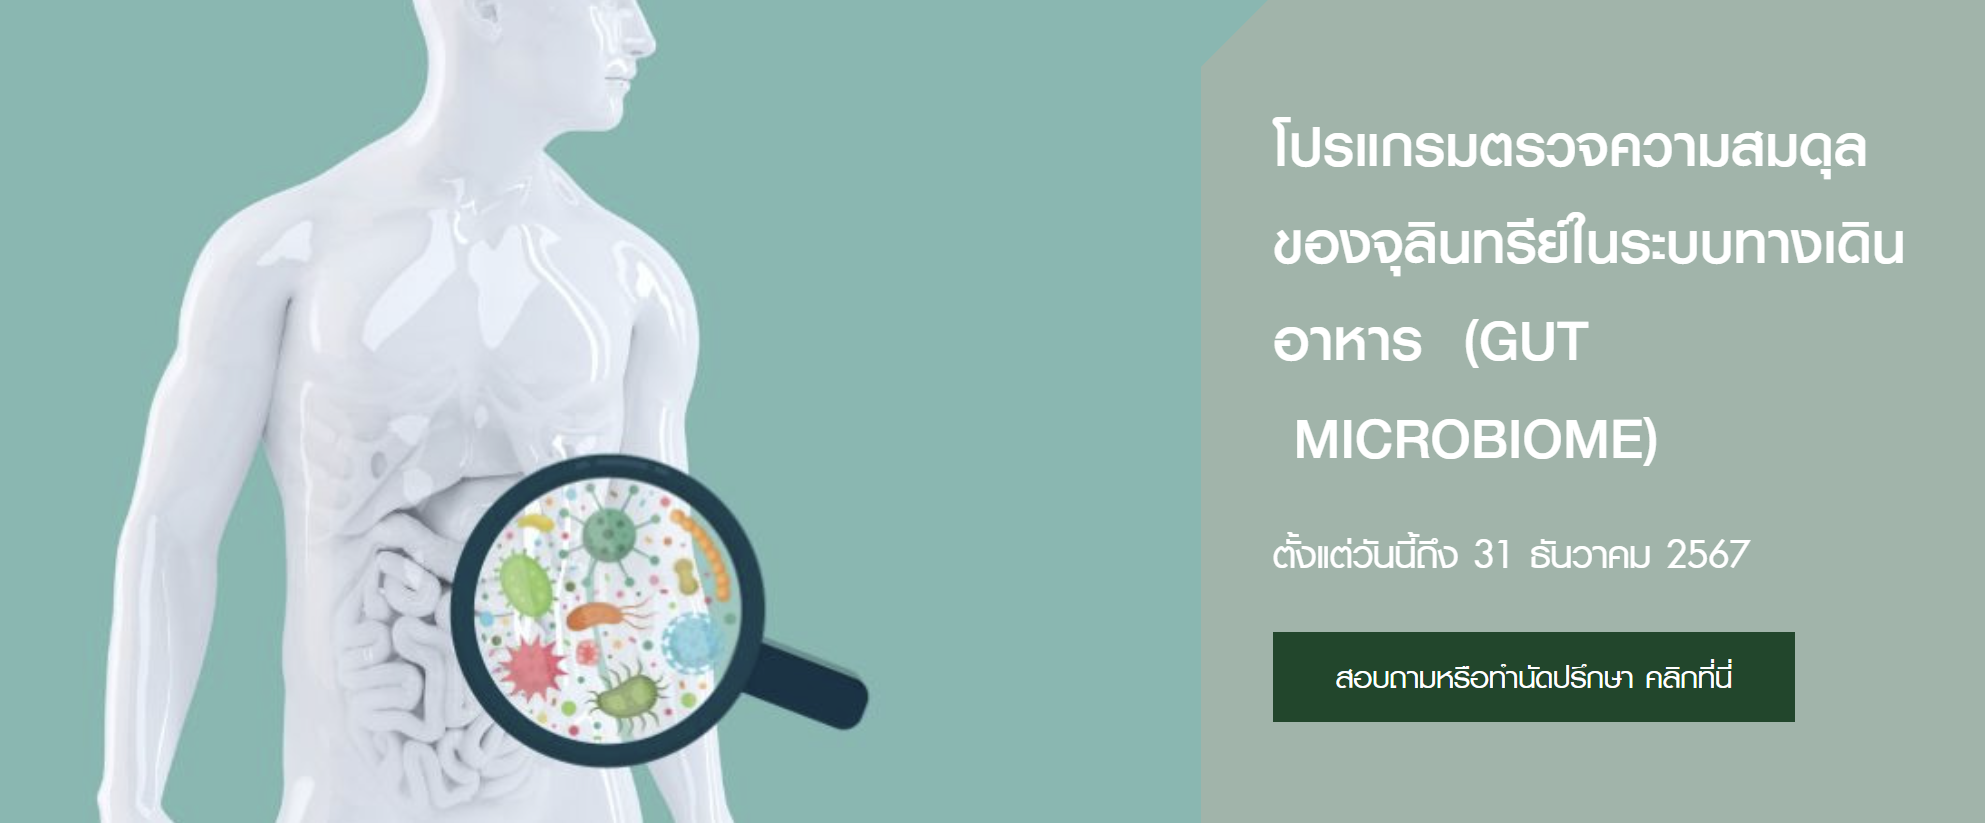 โปรแกรมตรวจความสมดุล
ของจุลินทรีย์ในระบบทางเดิน
อาหาร (GUT
MICROBIOME)
ตั้งแต่วันนี้ถึง 31 ธันวาคม 2567
สอบถามหรือทำนัดปรึกษา คลิกที่นี่